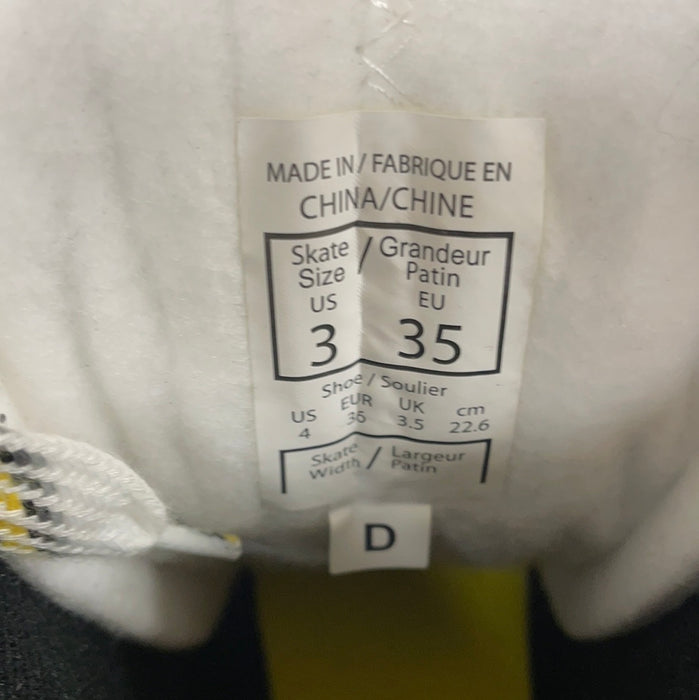 MADE IN / FABRIQUE EN
CHINA/CHINE
Skate / Grandeur
Size Patin
US EU
3 35
Shoe / Soulier
US EUR UK cm
4 36 3.5 22.6
Skate / Largeur
Width Patin
D